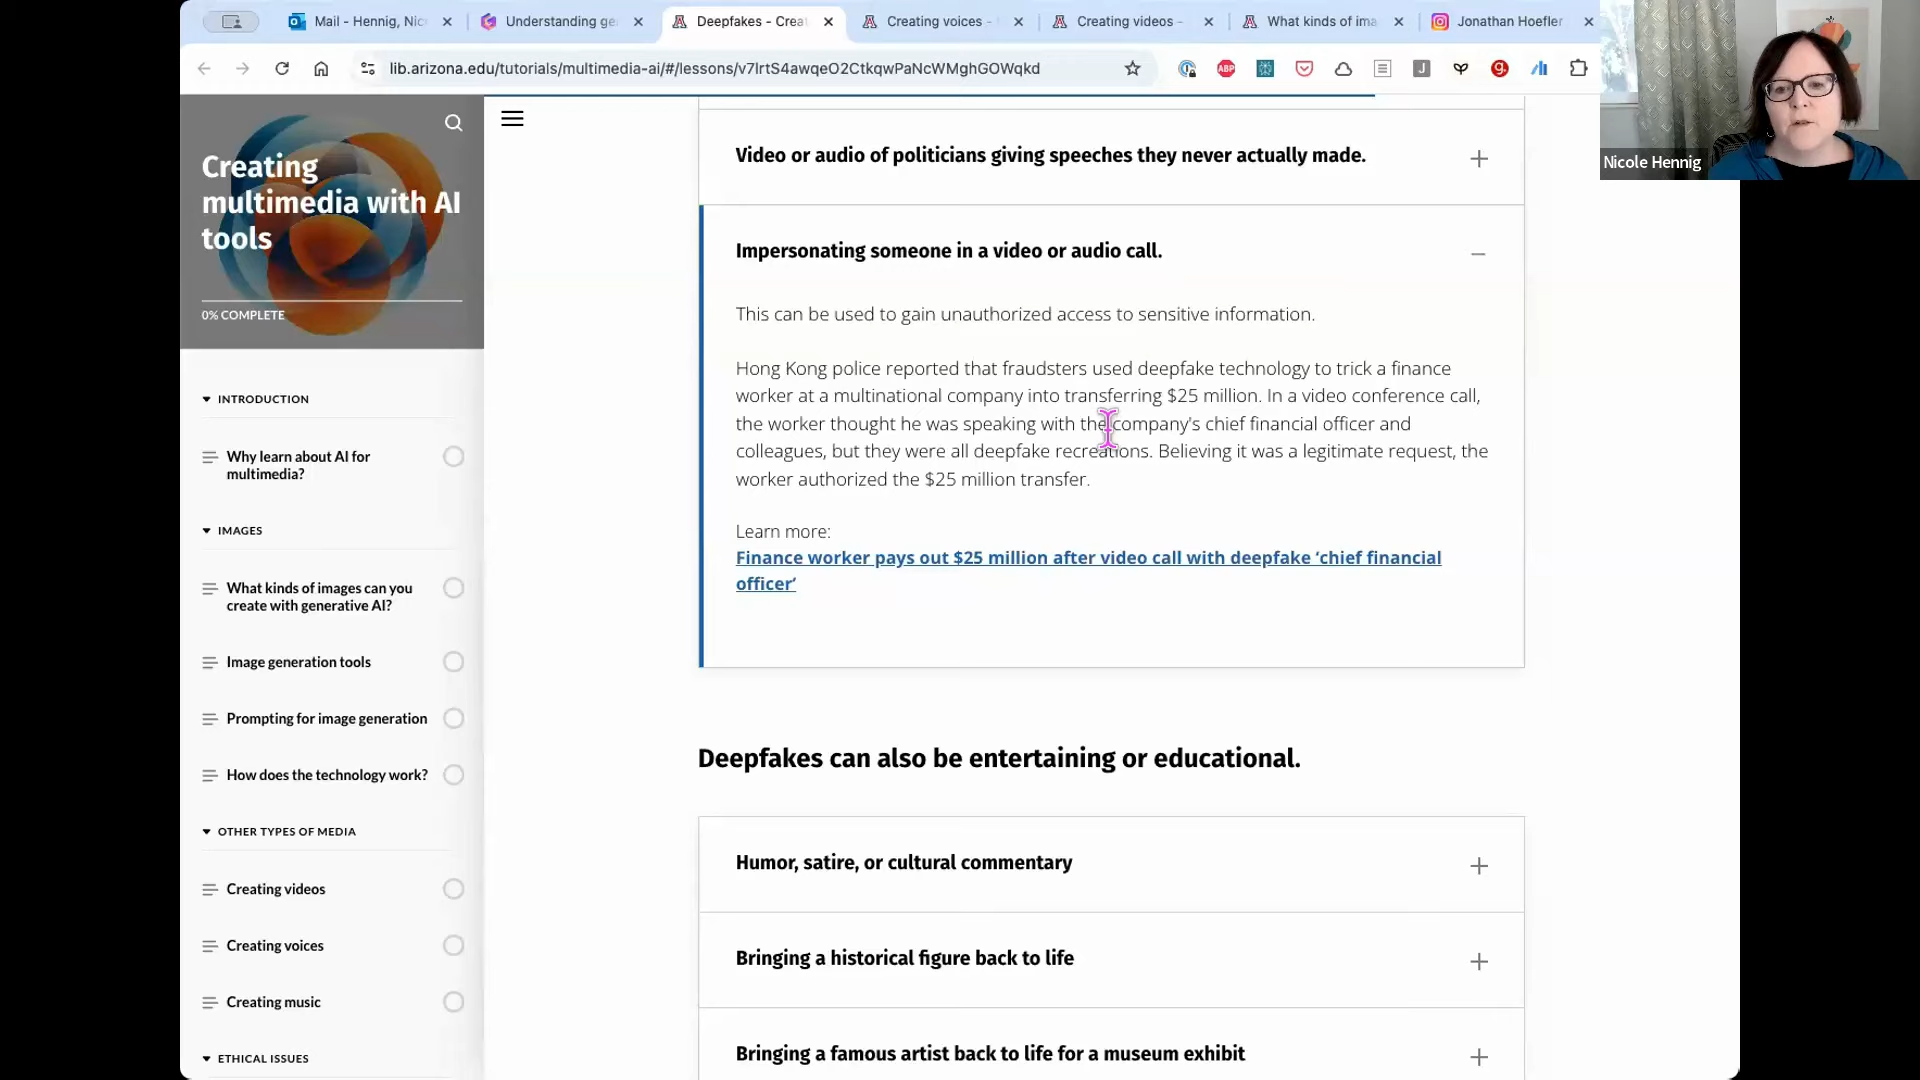 Mail - Hennig, Nic
Understanding ge
Deepfakes - Crea
Creating voices -
Creating videos -
What kinds of ima
Jonathan Hoefler
lib.arizona.edu/tutorials/multimedia-ai/#/lessons/v7lrtS4awqeO2CtkqwPaNcWMghGOWqkd
ABP
J
g.
Nicole Hennig
Creating
multimedia with AI
tools
0% COMPLETE
INTRODUCTION
Why learn about AI for
multimedia?
IMAGES
What kinds of images can you
create with generative AI?
Image generation tools
Prompting for image generation
How does the technology work?
OTHER TYPES OF MEDIA
Creating videos
Creating voices
Creating music
ETHICAL ISSUES
Video or audio of politicians giving speeches they never actually made.
Impersonating someone in a video or audio call.
This can be used to gain unauthorized access to sensitive information.
Hong Kong police reported that fraudsters used deepfake technology to trick a finance
worker at a multinational company into transferring $25 million. In a video conference call,
the worker thought he was speaking with the company's chief financial officer and
colleagues, but they were all deepfake recreations. Believing it was a legitimate request, the
worker authorized the $25 million transfer.
Learn more:
Finance worker pays out $25 million after video call with deepfake ‘chief financial
officer’
Deepfakes can also be entertaining or educational.
Humor, satire, or cultural commentary
Bringing a historical figure back to life
Bringing a famous artist back to life for a museum exhibit